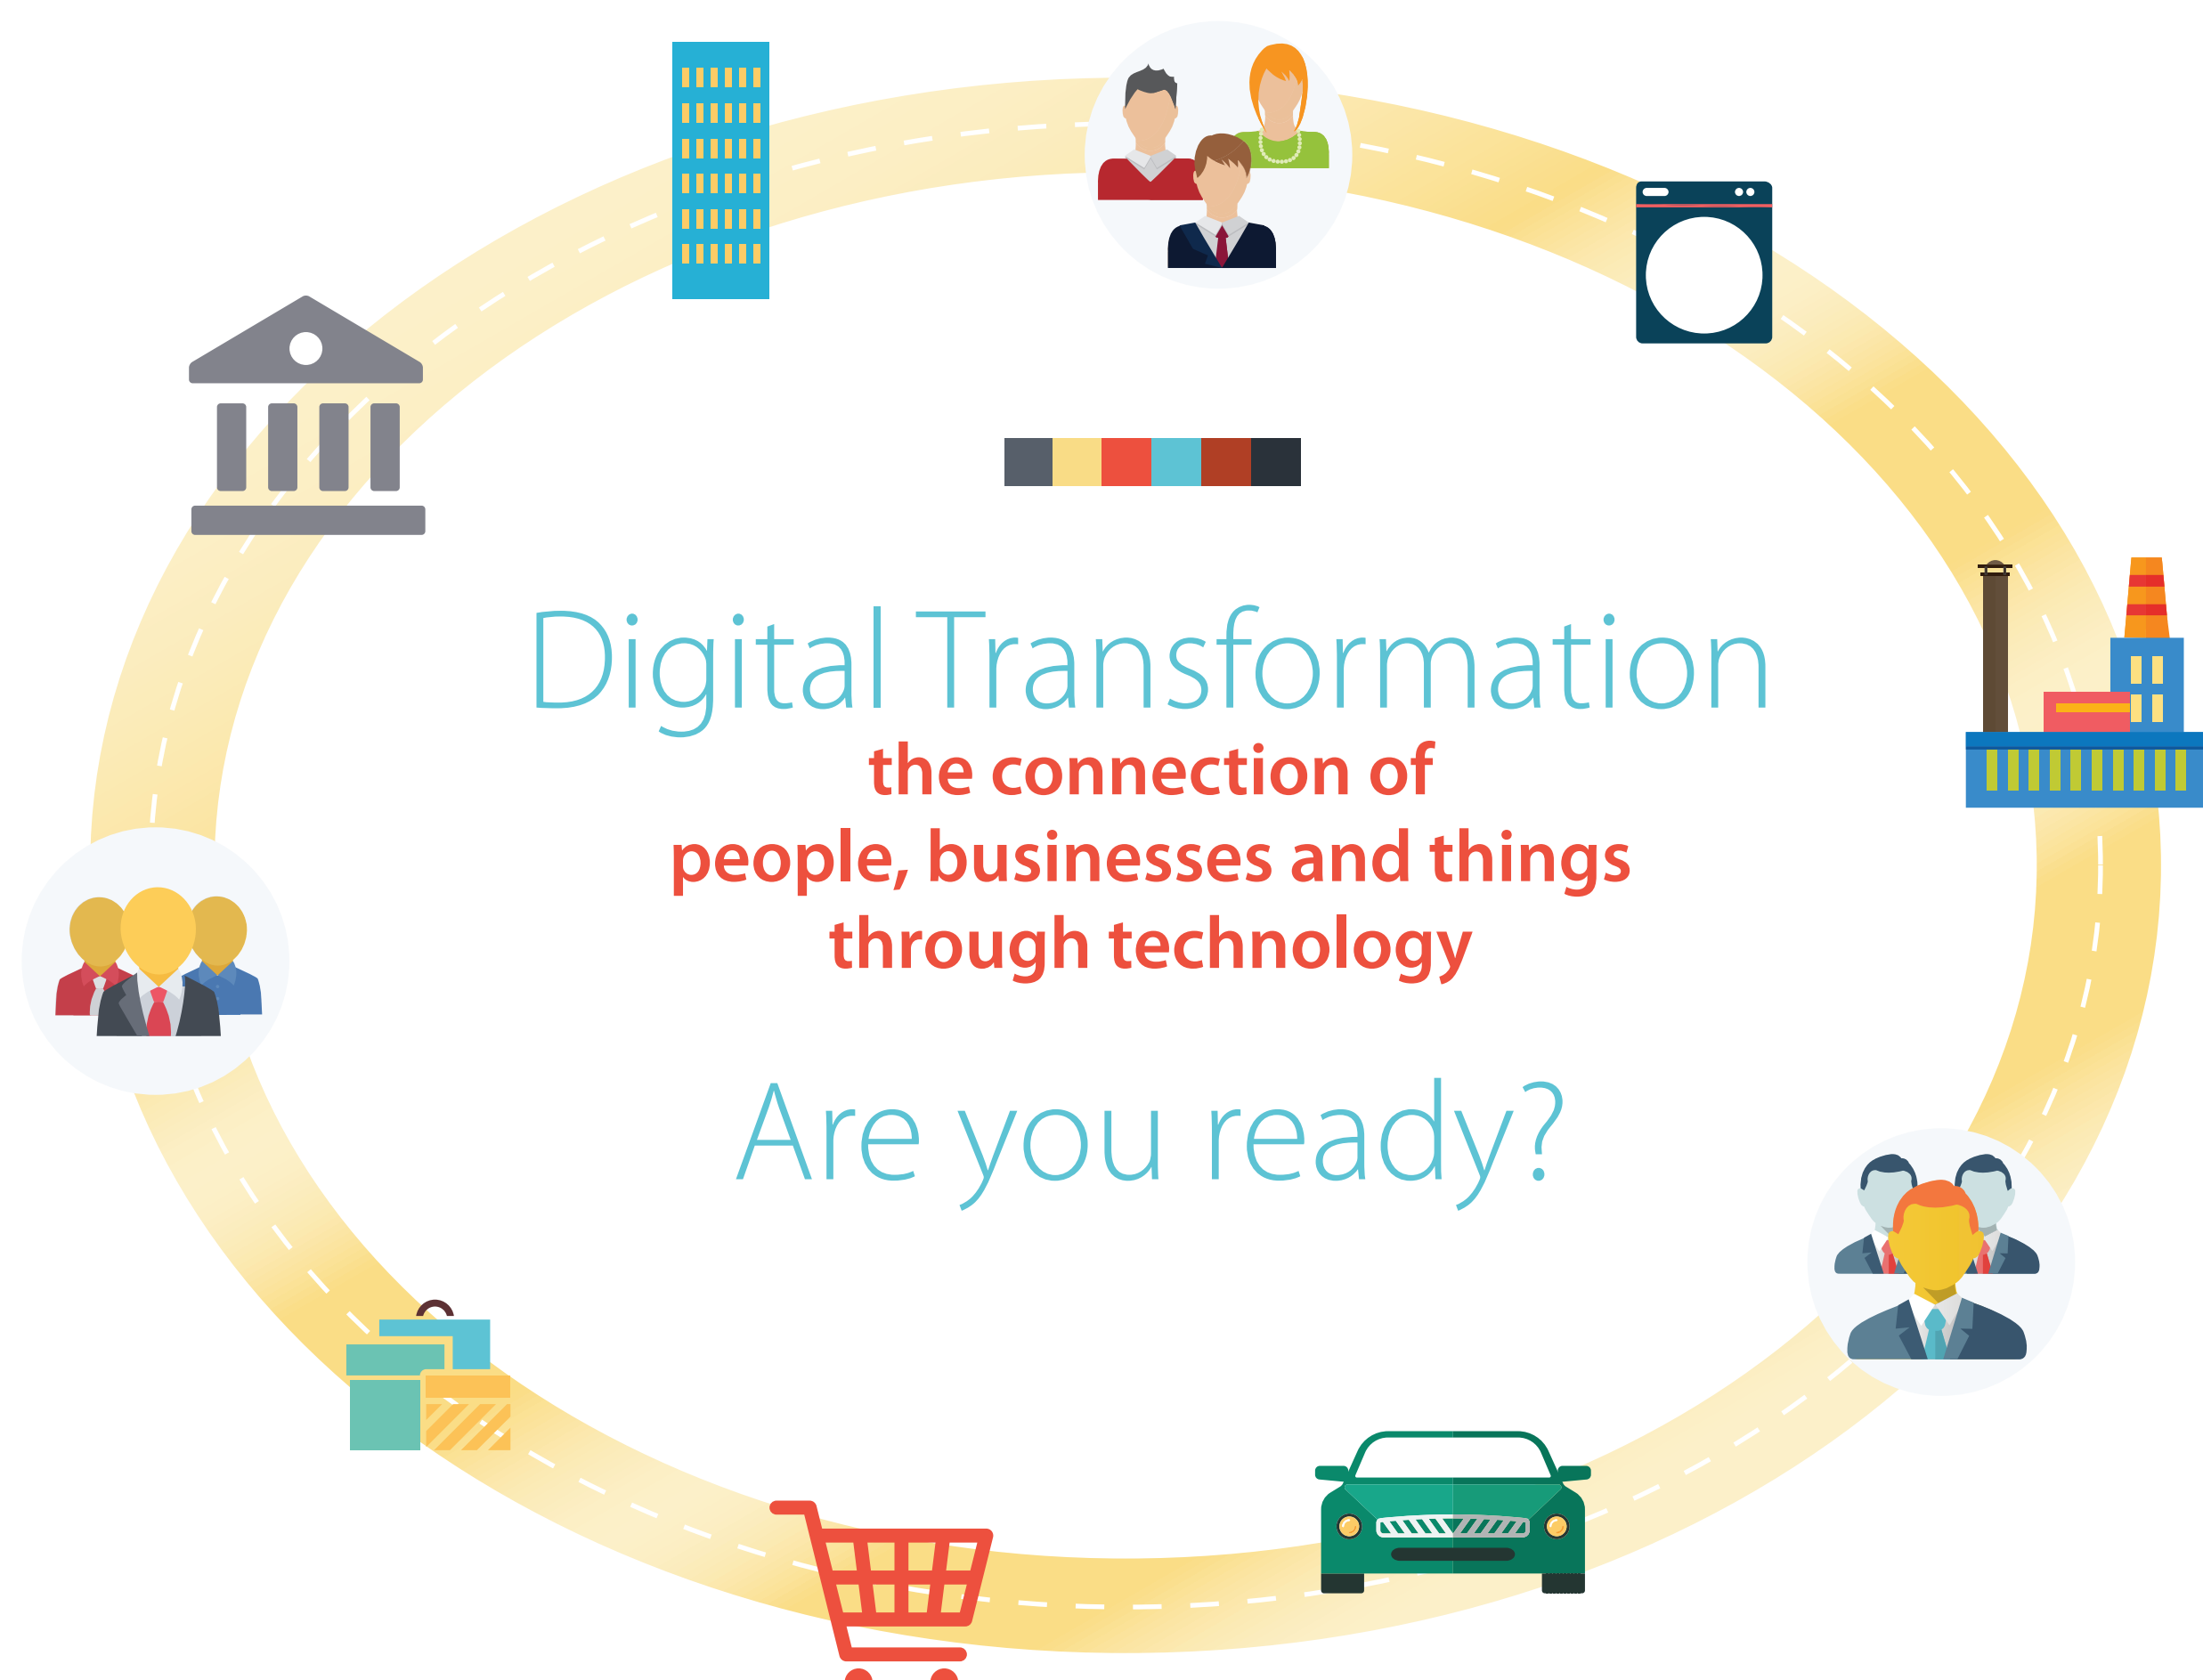 Digital Transformation
the connection of
people, businesses and things
through technology
Are you ready?